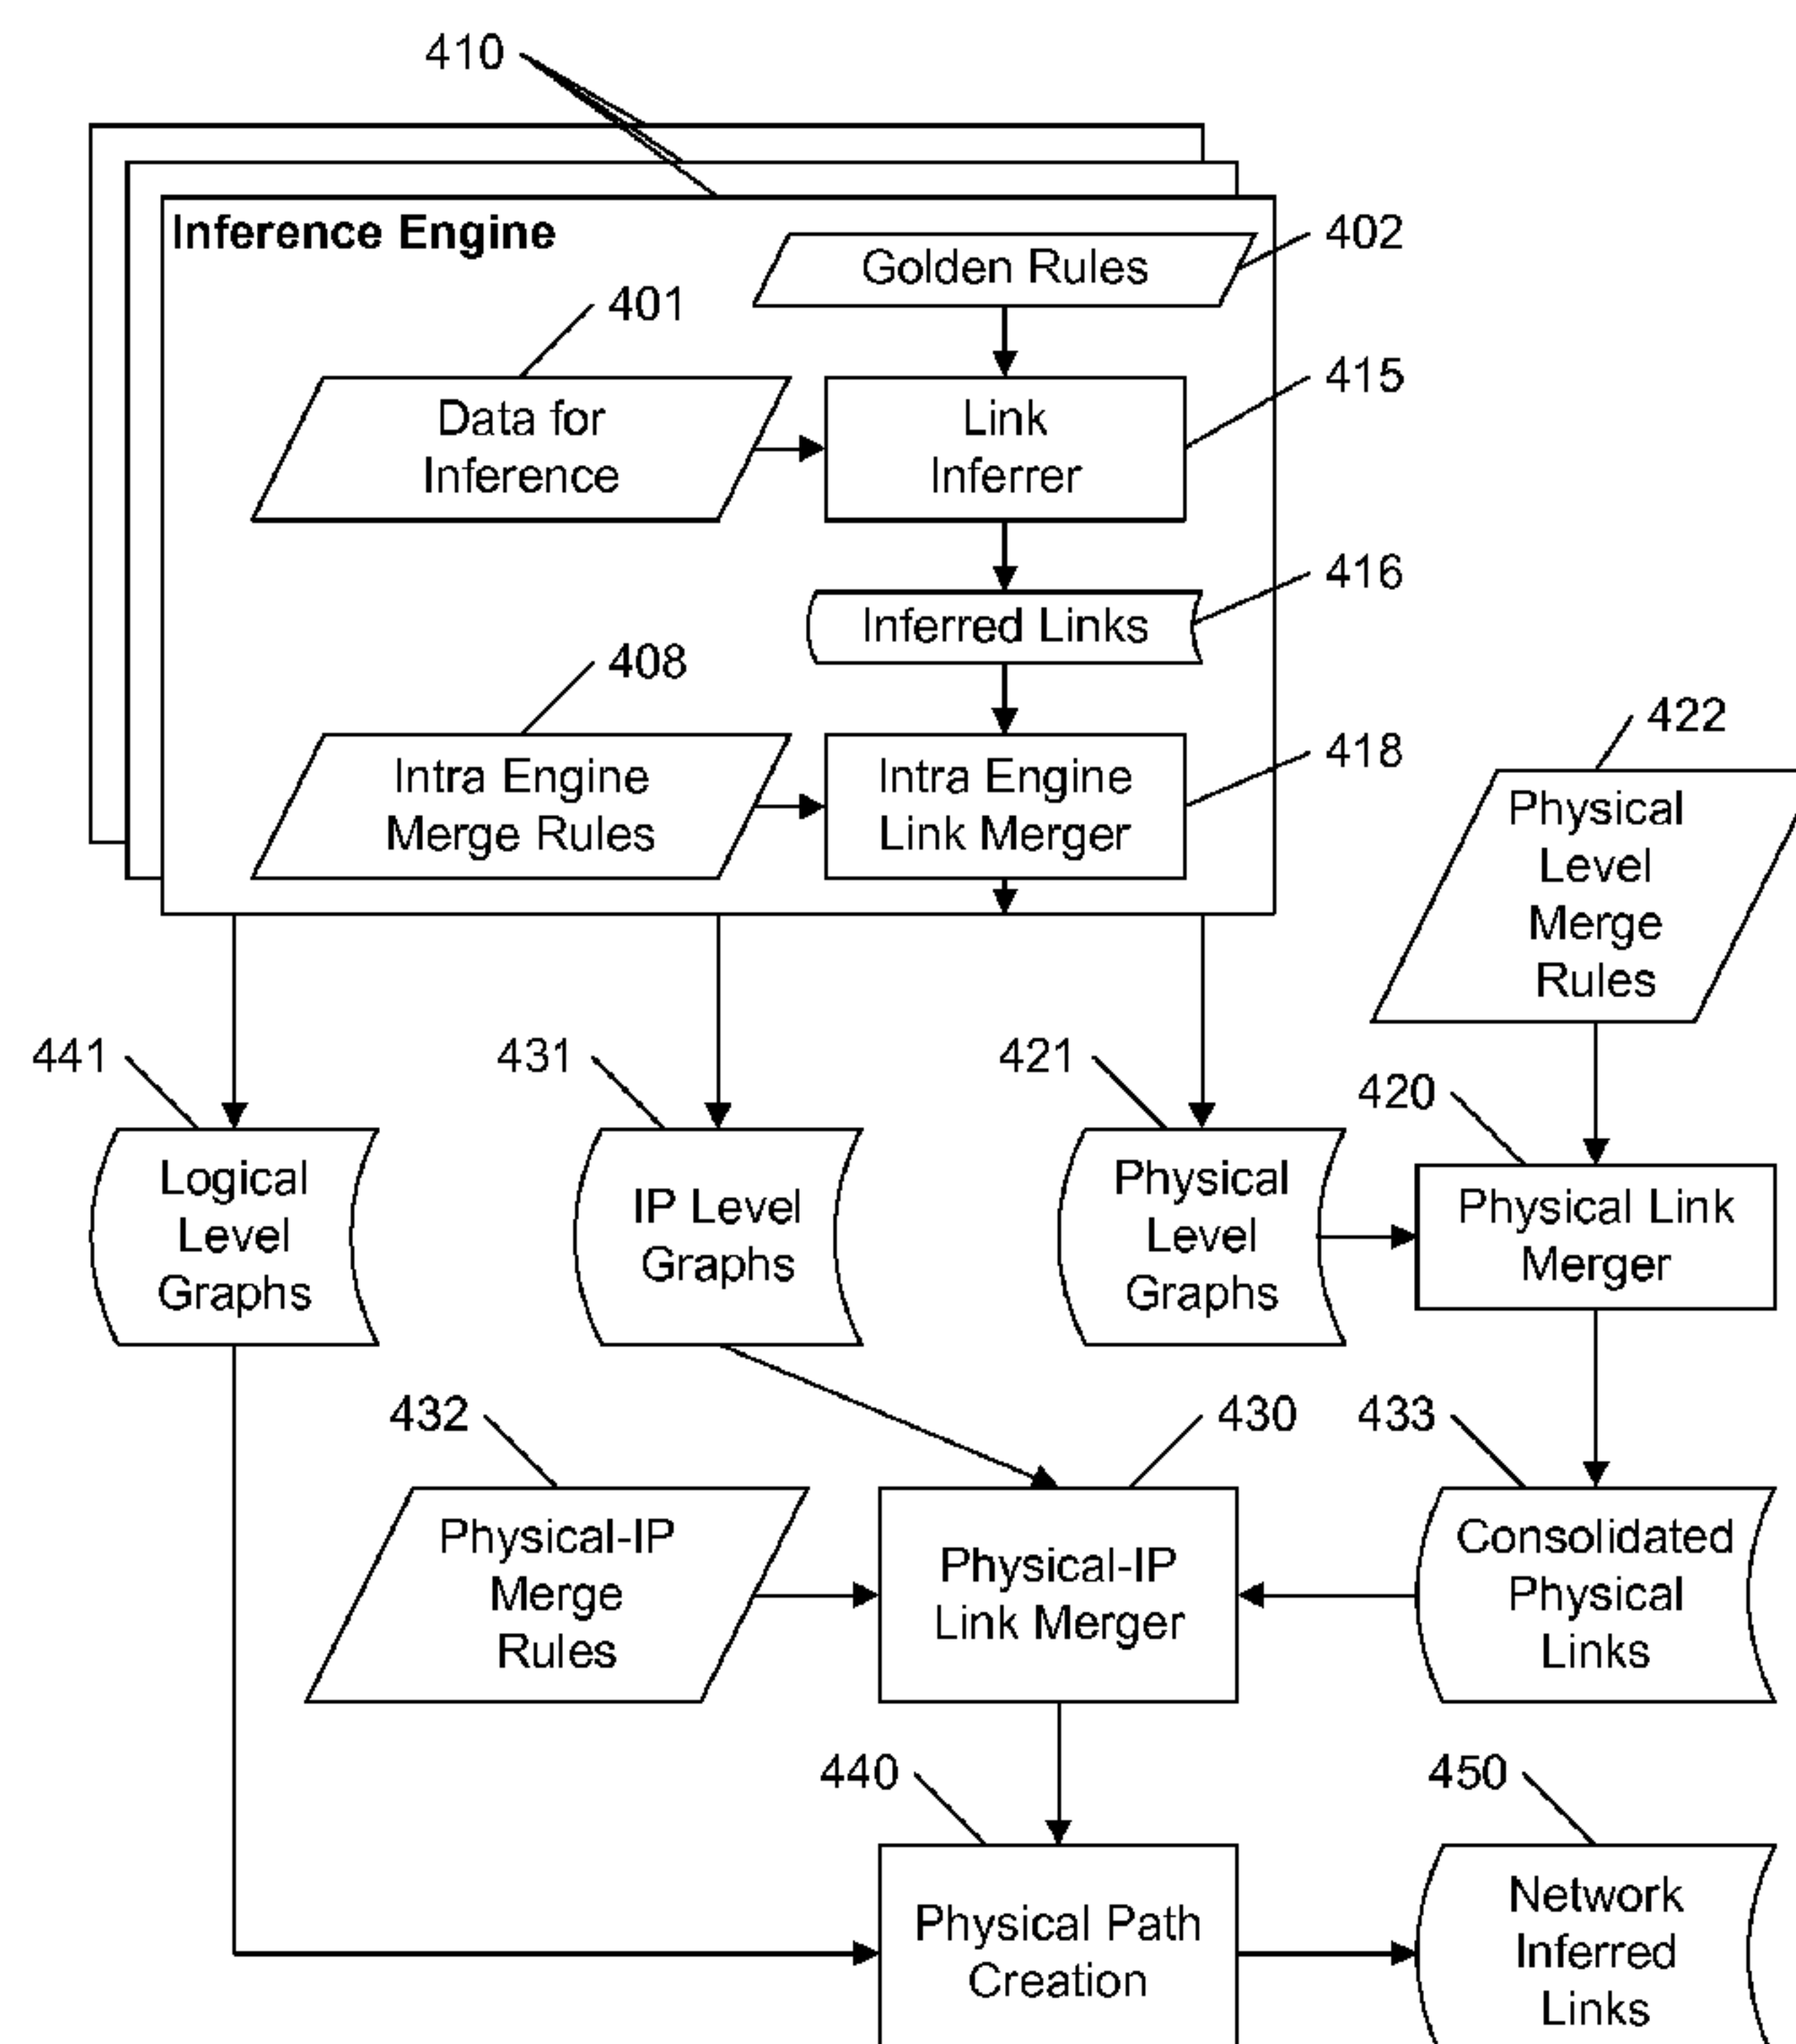 410
Inference Engine
402
Golden Rules
401
415
Data for
Inference
Link
Inferrer
416
Inferred Links
408
418
Intra Engine
Merge Rules
Intra Engine
Link Merger
422
Physical
Level
Merge
Rules
441
431
421
420
Logical
Level
Graphs
IP Level
Graphs
Physical
Level
Graphs
Physical Link
Merger
432
430
433
Physical-IP
Merge
Rules
Physical-IP
Link Merger
Consolidated
Physical
Links
440
450
Physical Path
Creation
Network
Inferred
Links